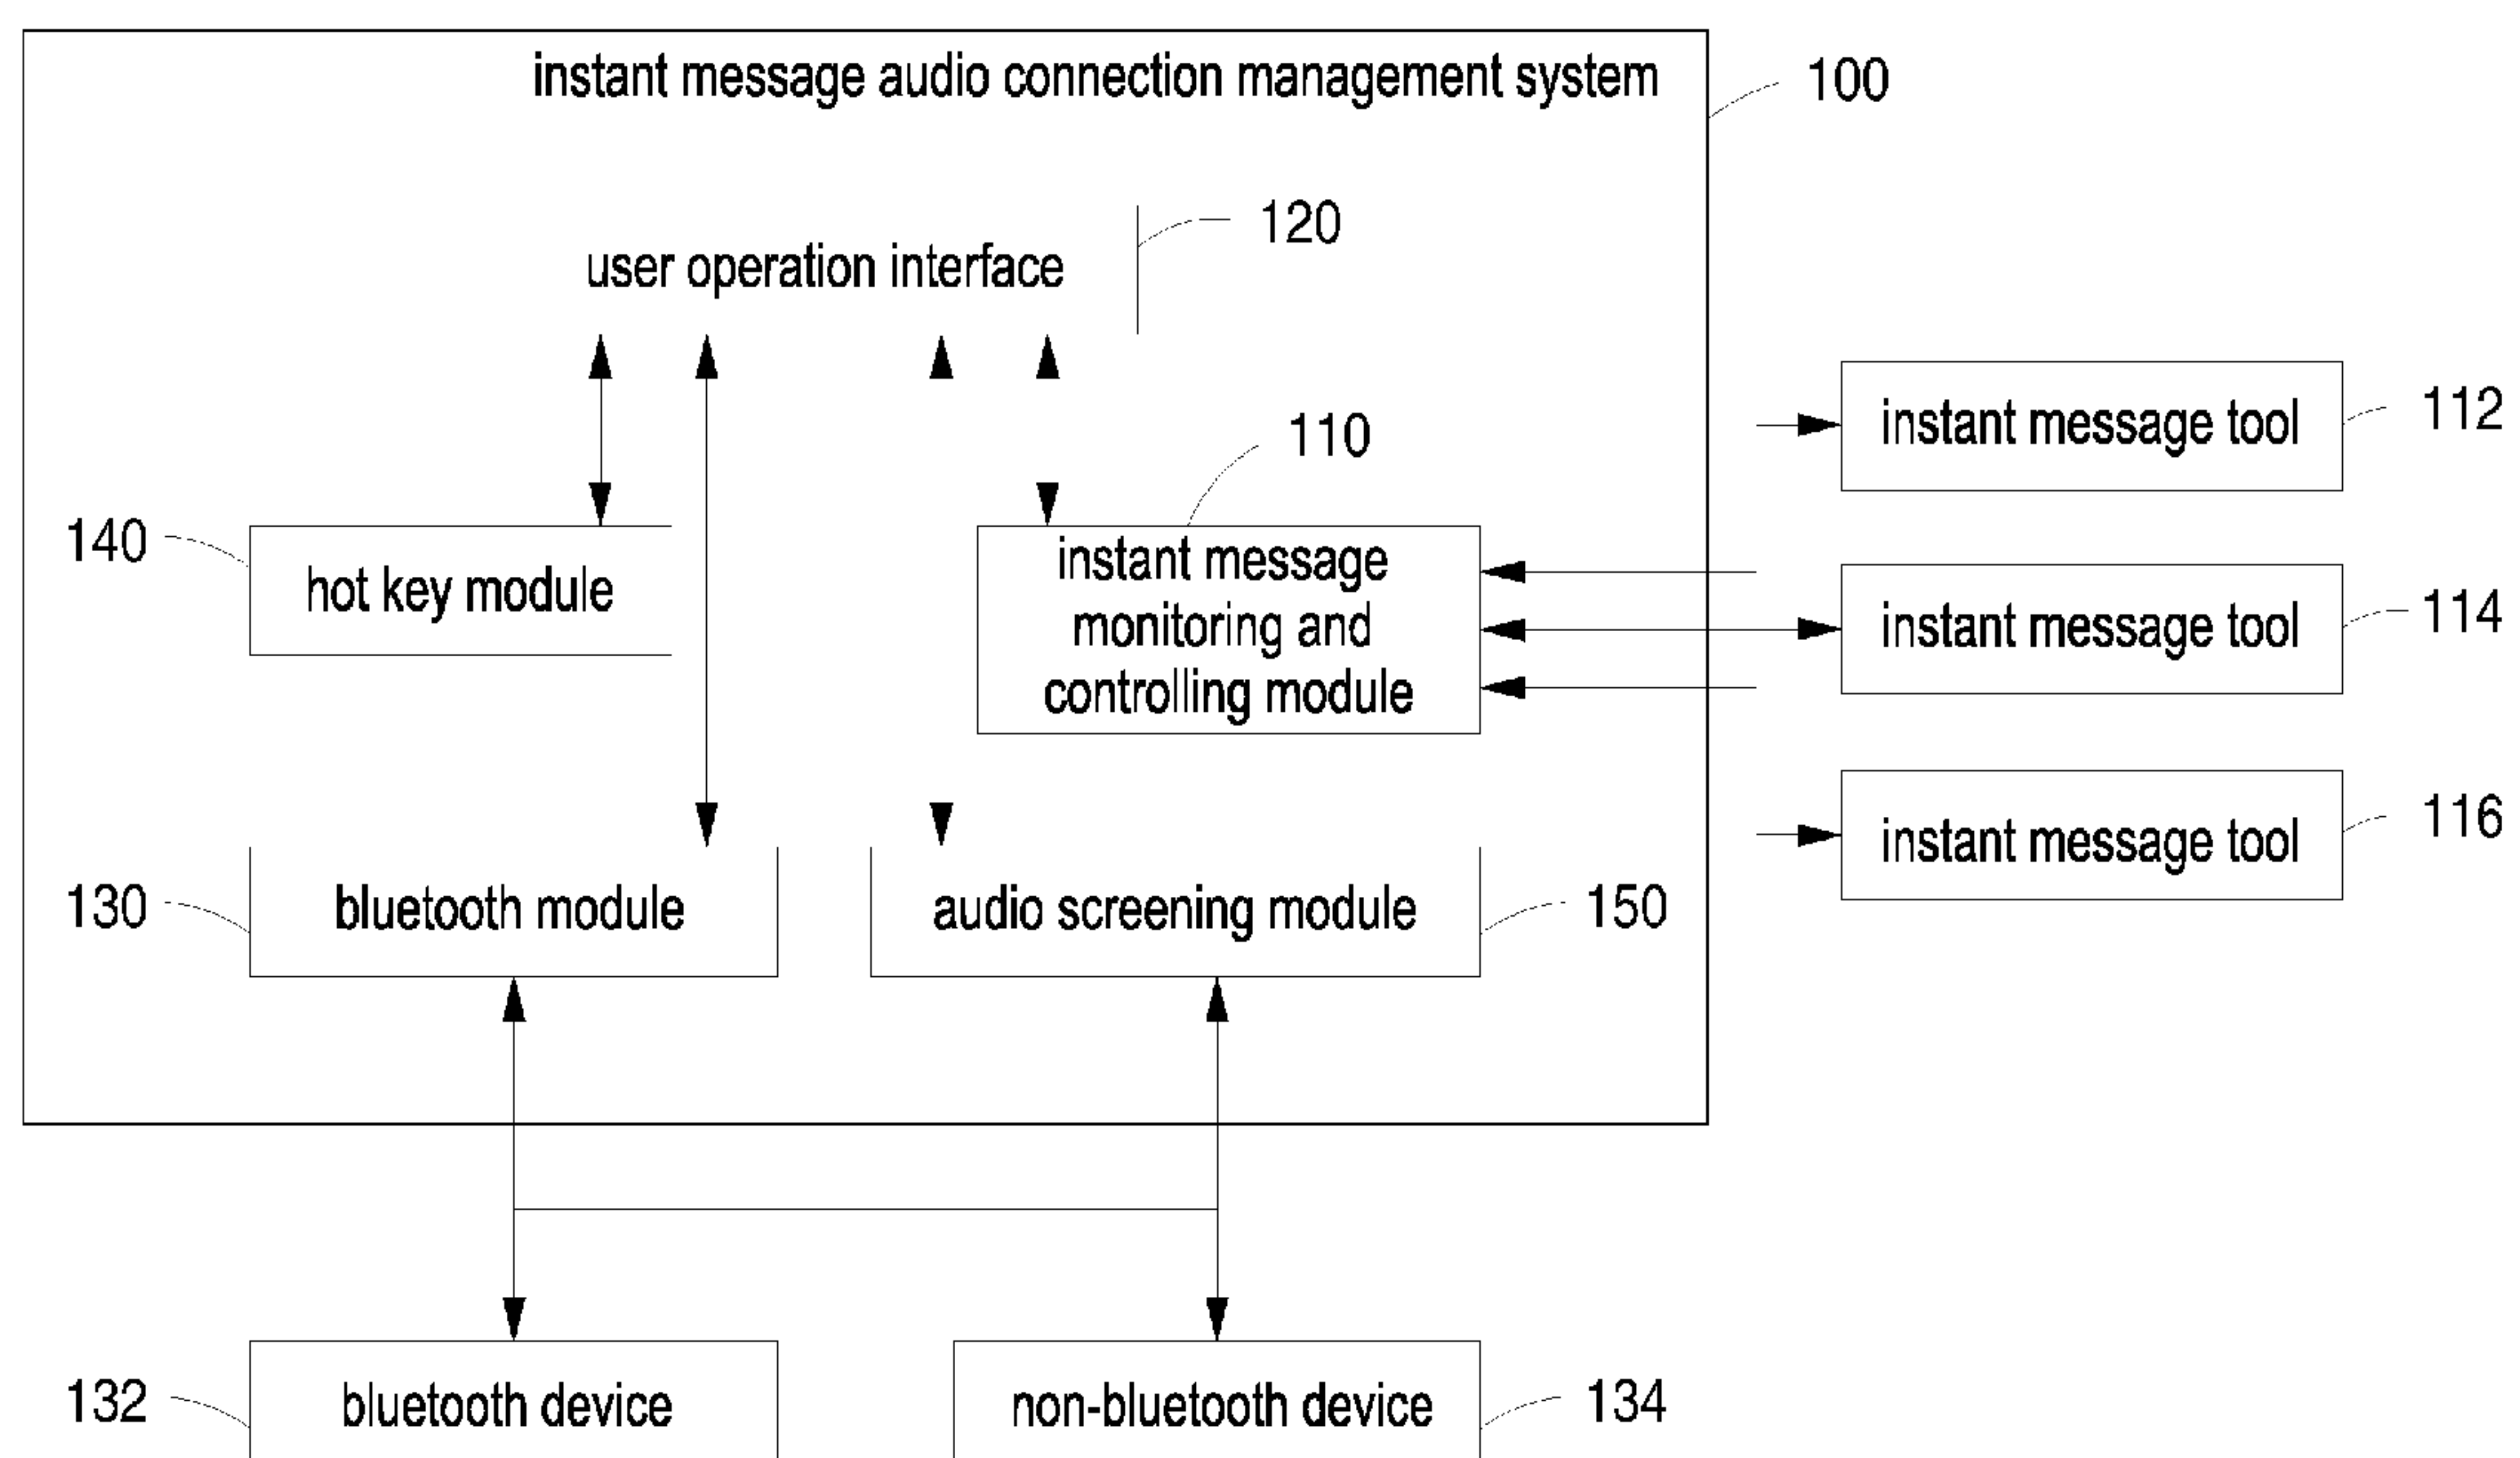 instant message audio connection management system
100
120
user operation interface
110
112
instant message tool
140
hot key module
instant message
monitoring and
controlling module
114
instant message tool
116
instant message tool
130
bluetooth module
audio screening module
150
132
bluetooth device
non-bluetooth device
134